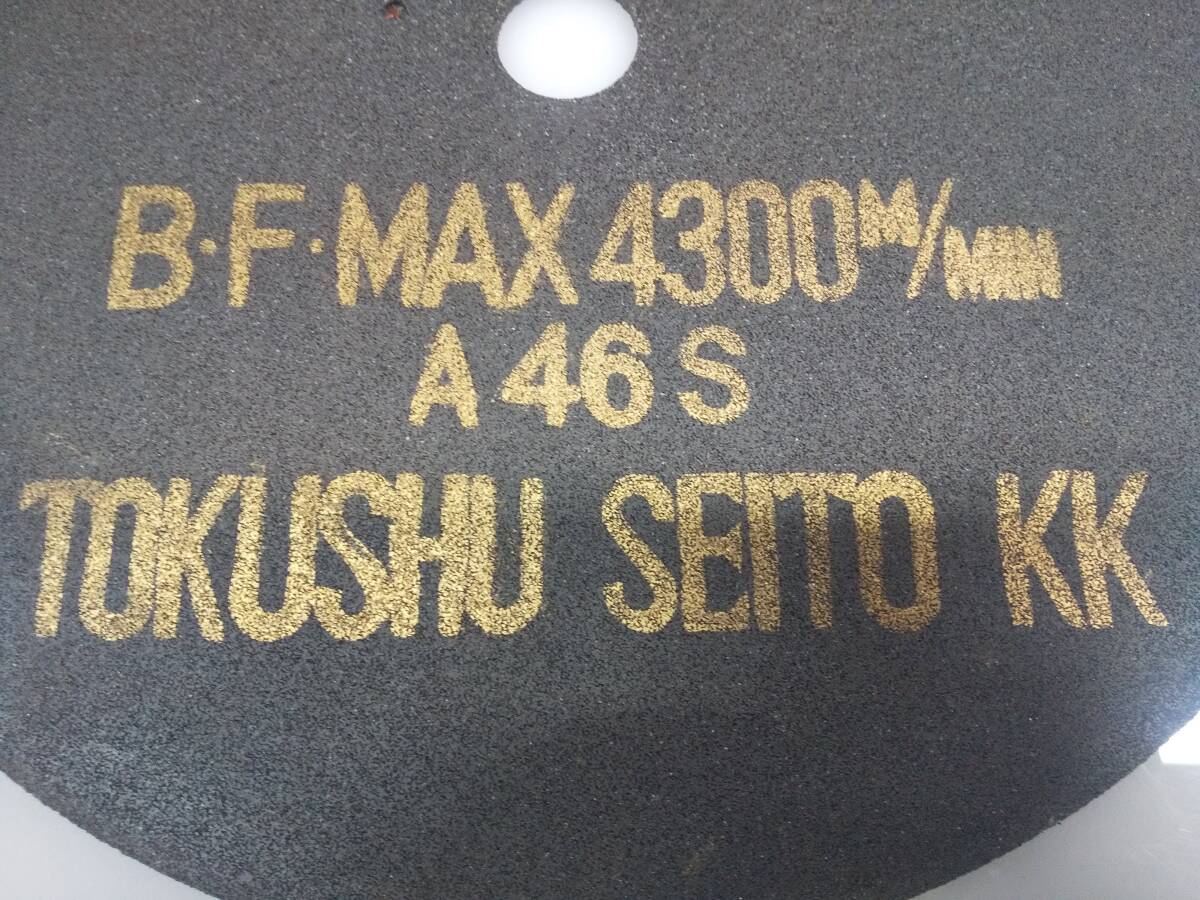 B·F·MAX 4300M/MIN
A 46 S
TOKUSHU SEITO KK